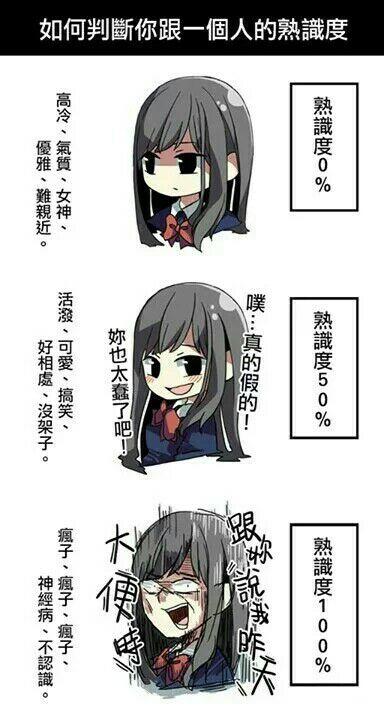 如何判斷你跟一個人的熟識度
熟識度0%
高冷、氣質、女神、
優雅、難親近。
熟識度50%
噗…真的假的！
妳也太蠢了吧！
活潑、可愛、搞笑、
好相處、沒架子。
熟識度100%
跟妳說我昨天
大便時
瘋子、瘋子、瘋子、
神經病、不認識。